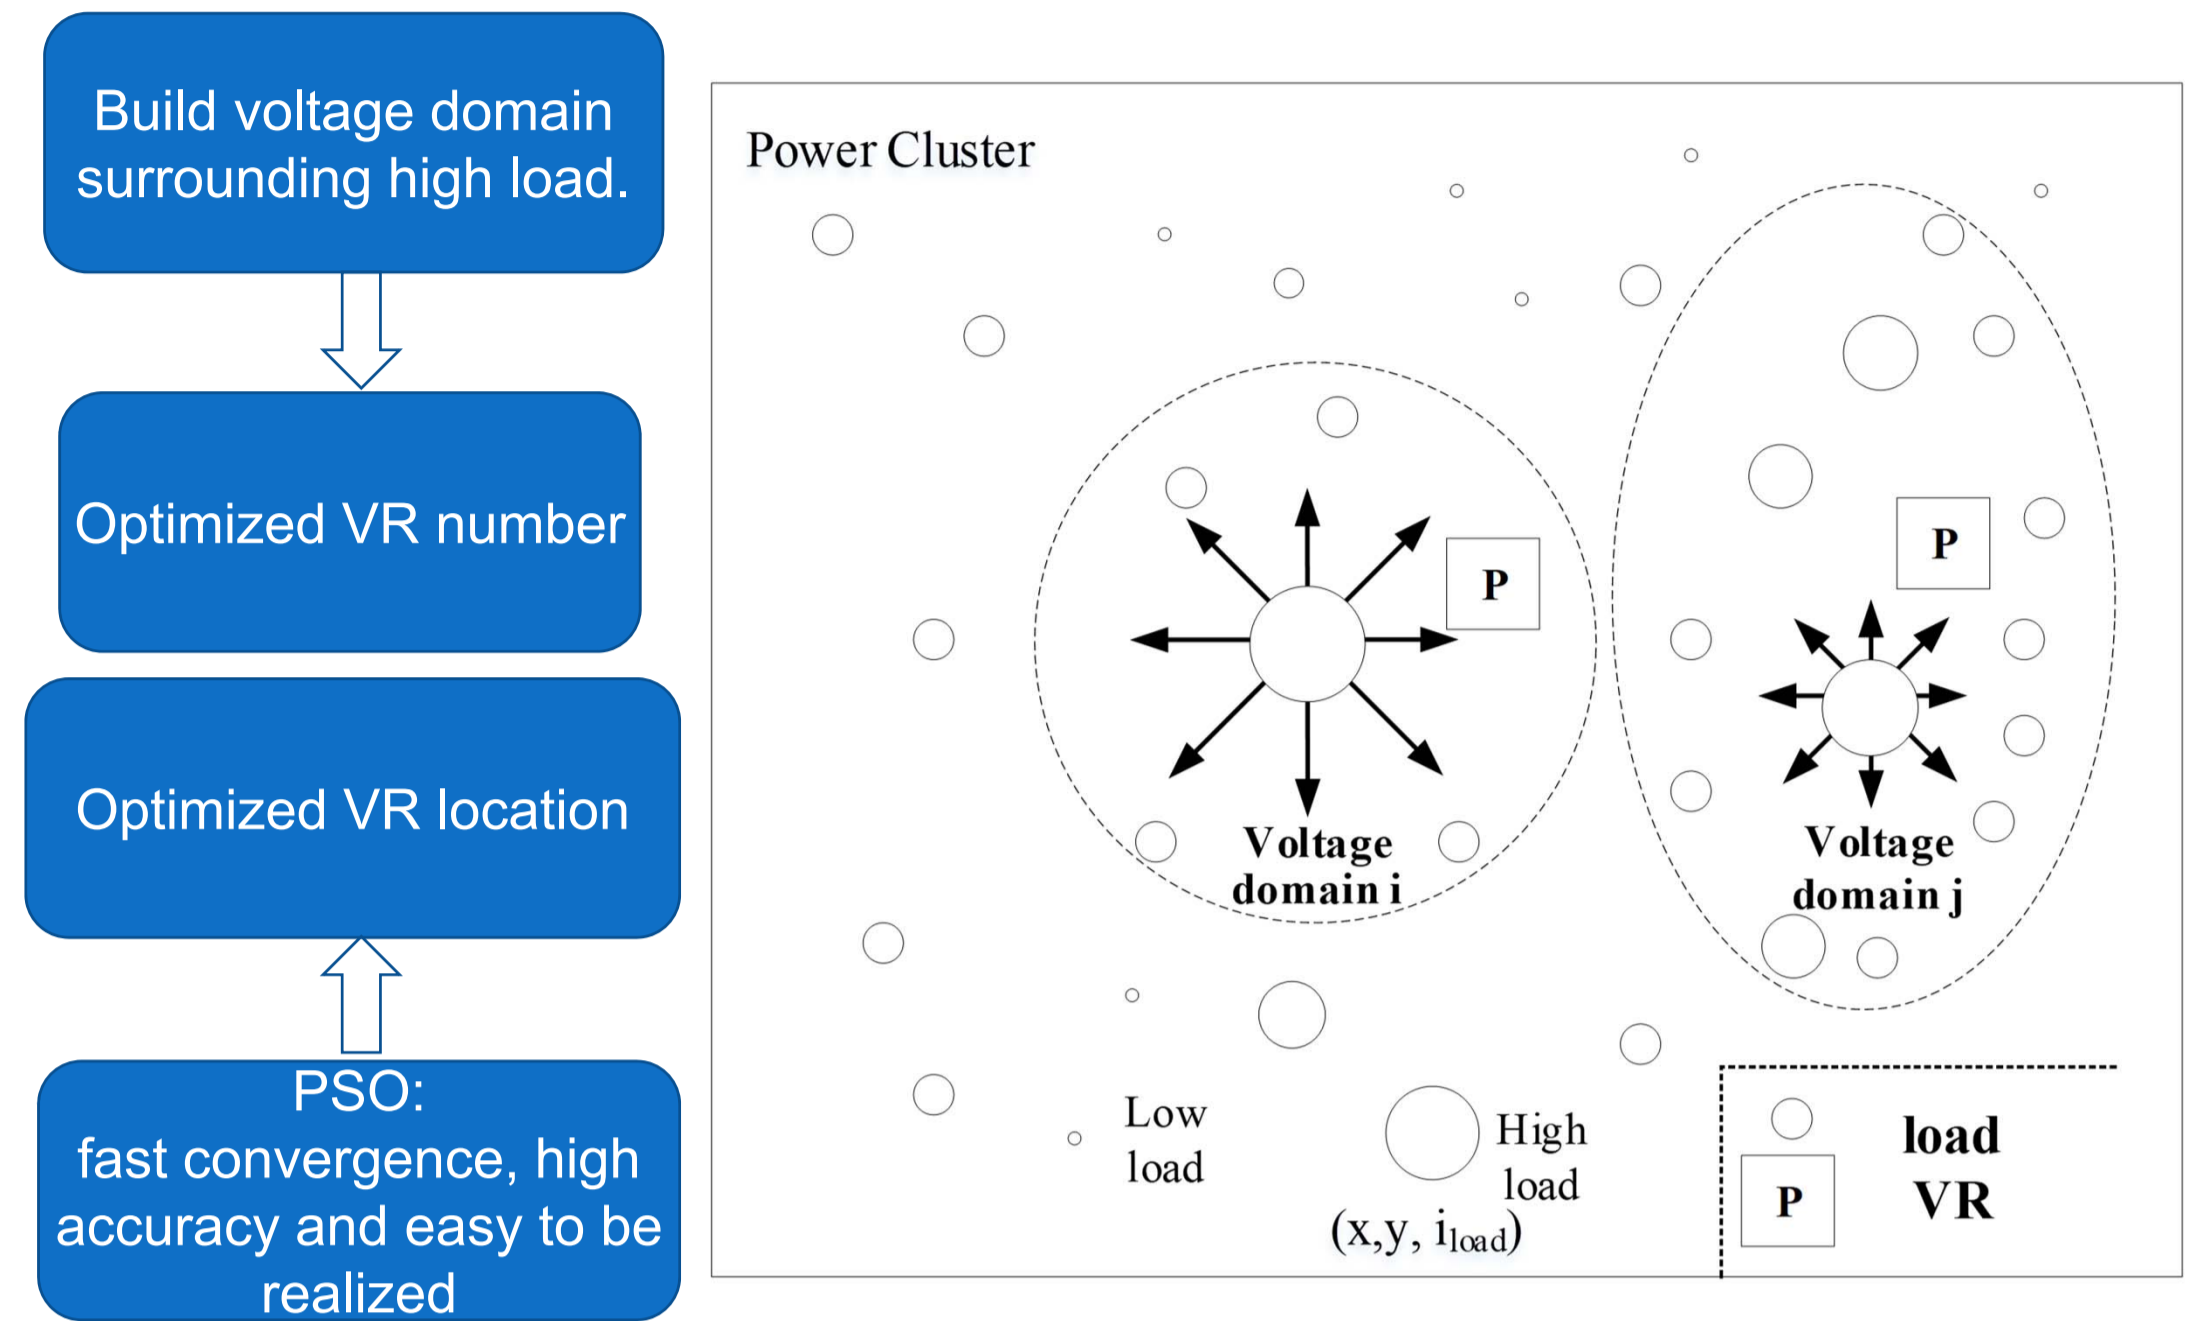 Build voltage domain
surrounding high load.
Optimized VR number
Optimized VR location
PSO:
fast convergence, high
accuracy and easy to be
realized
Power Cluster
P
P
Voltage
domain i
Voltage
domain j
Low
load
High
load
(x,y, iload)
load
P
VR